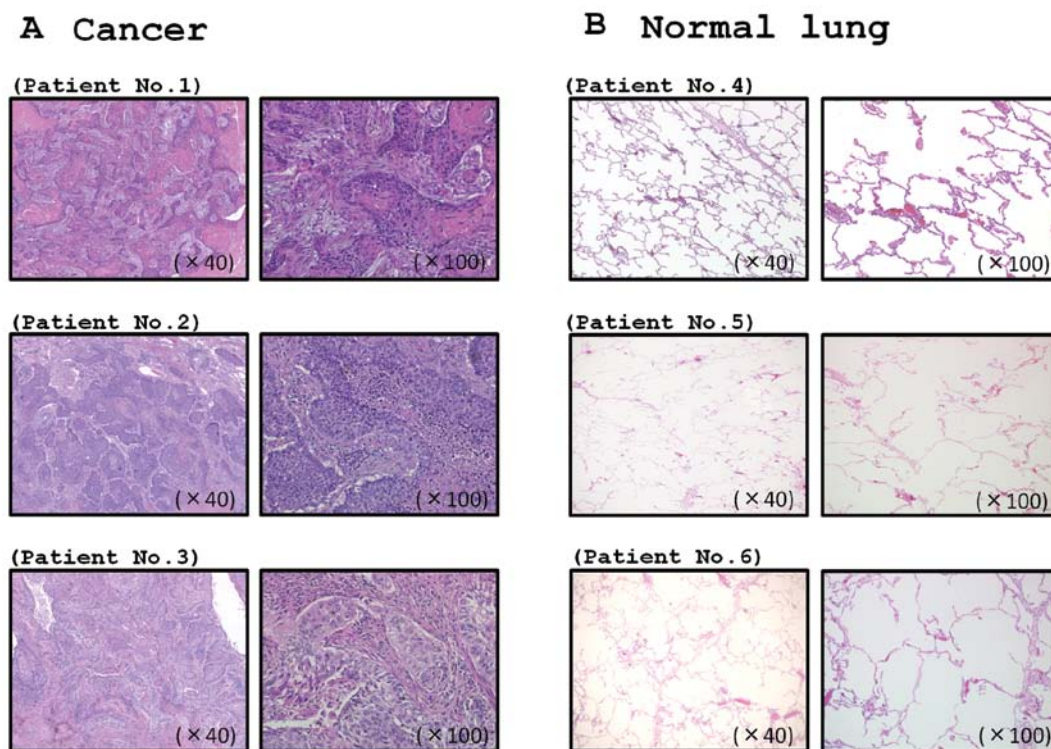 A Cancer
B Normal lung
(Patient No.1)
(×40)
(×100)
(Patient No.4)
(×40)
(×100)
(Patient No.2)
(×40)
(×100)
(Patient No.5)
(×40)
(×100)
(Patient No.3)
(×40)
(×100)
(Patient No.6)
(×40)
(×100)